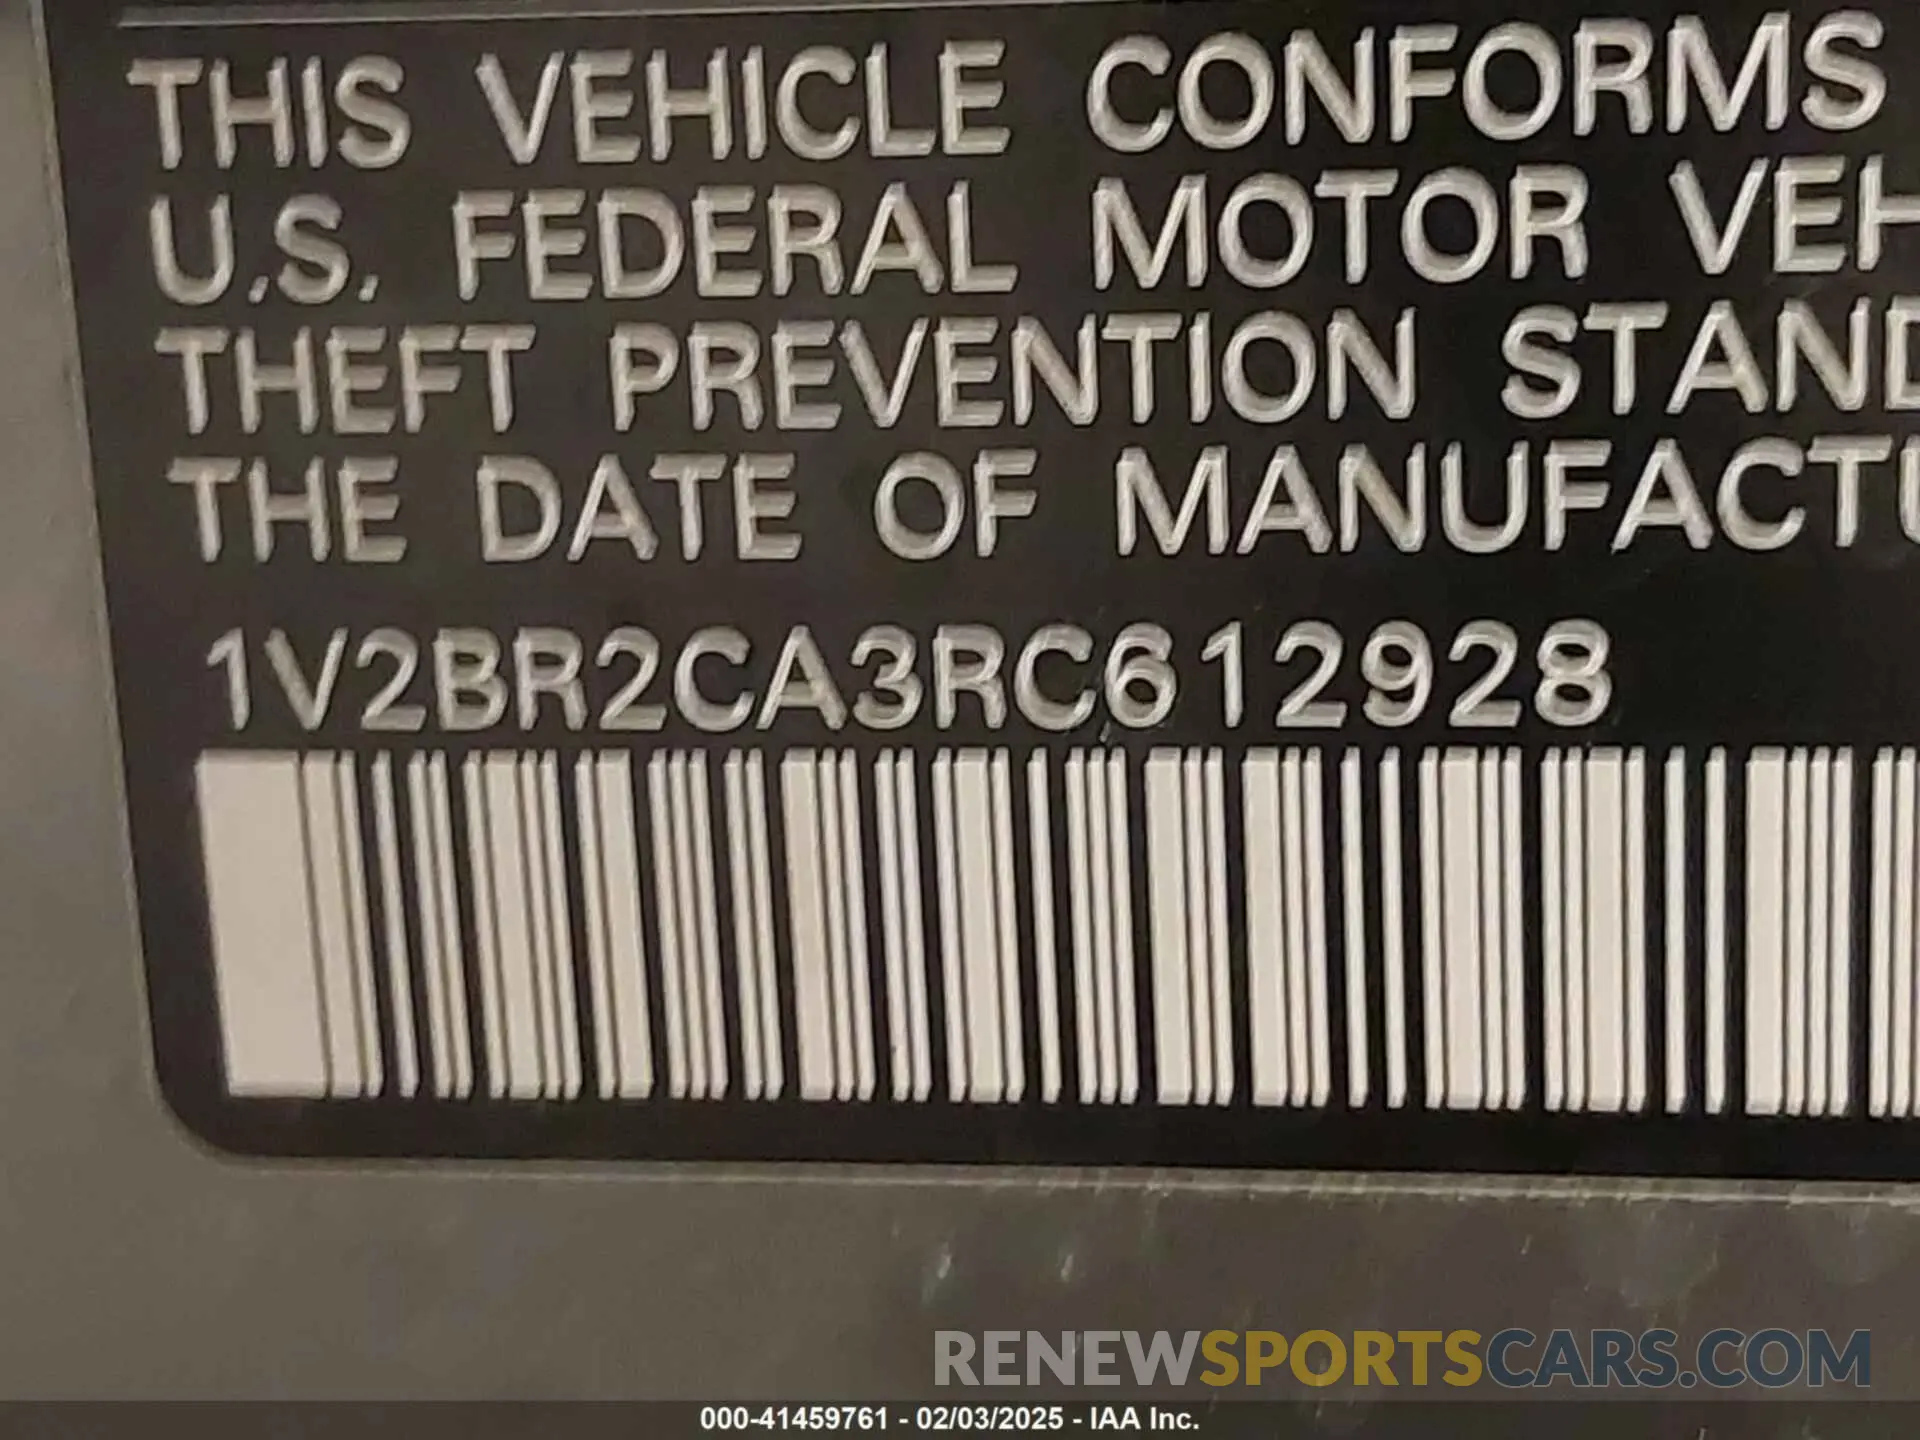 THIS VEHICLE CONFORMS
U.S. FEDERAL MOTOR VEH
THEFT PREVENTION STAND
THE DATE OF MANUFACTU
1V2BR2CA3RC612928
RENEWSPORTSCARS.COM
000-41459761 - 02/03/2025 - IAA Inc.